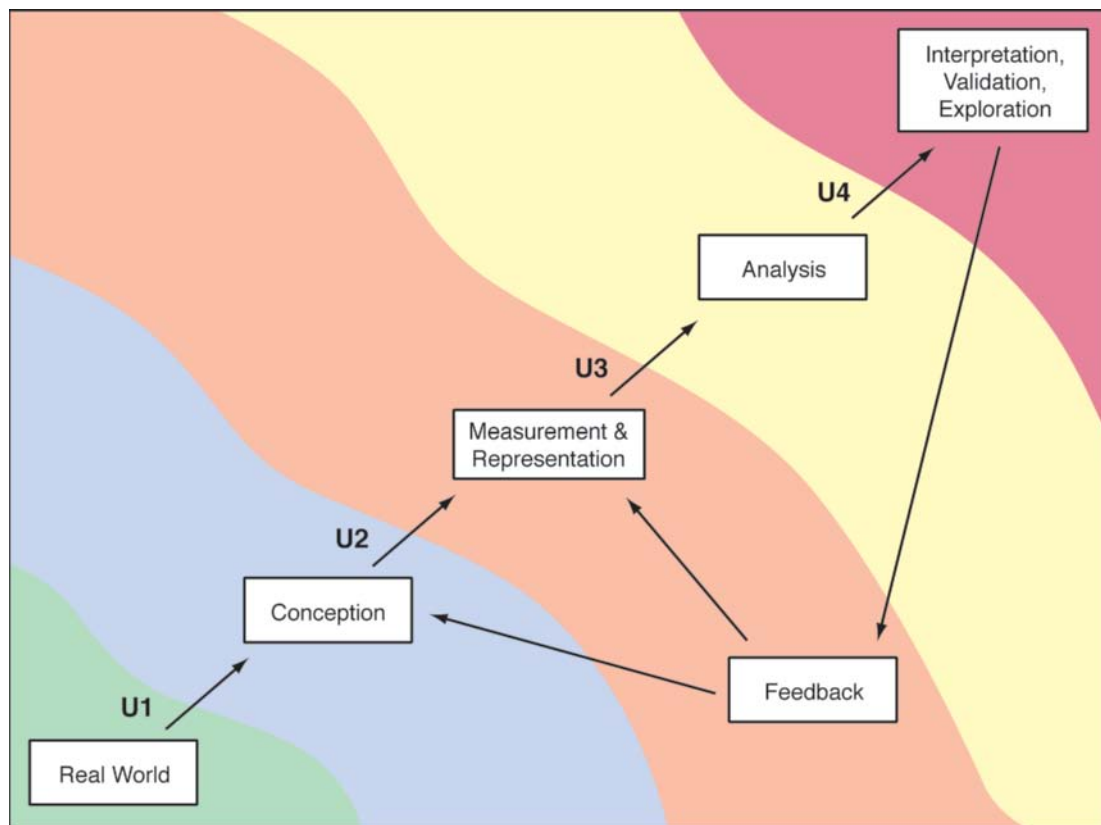 Interpretation,
Validation,
Exploration
U4
Analysis
U3
Measurement &
Representation
U2
Conception
Feedback
U1
Real World